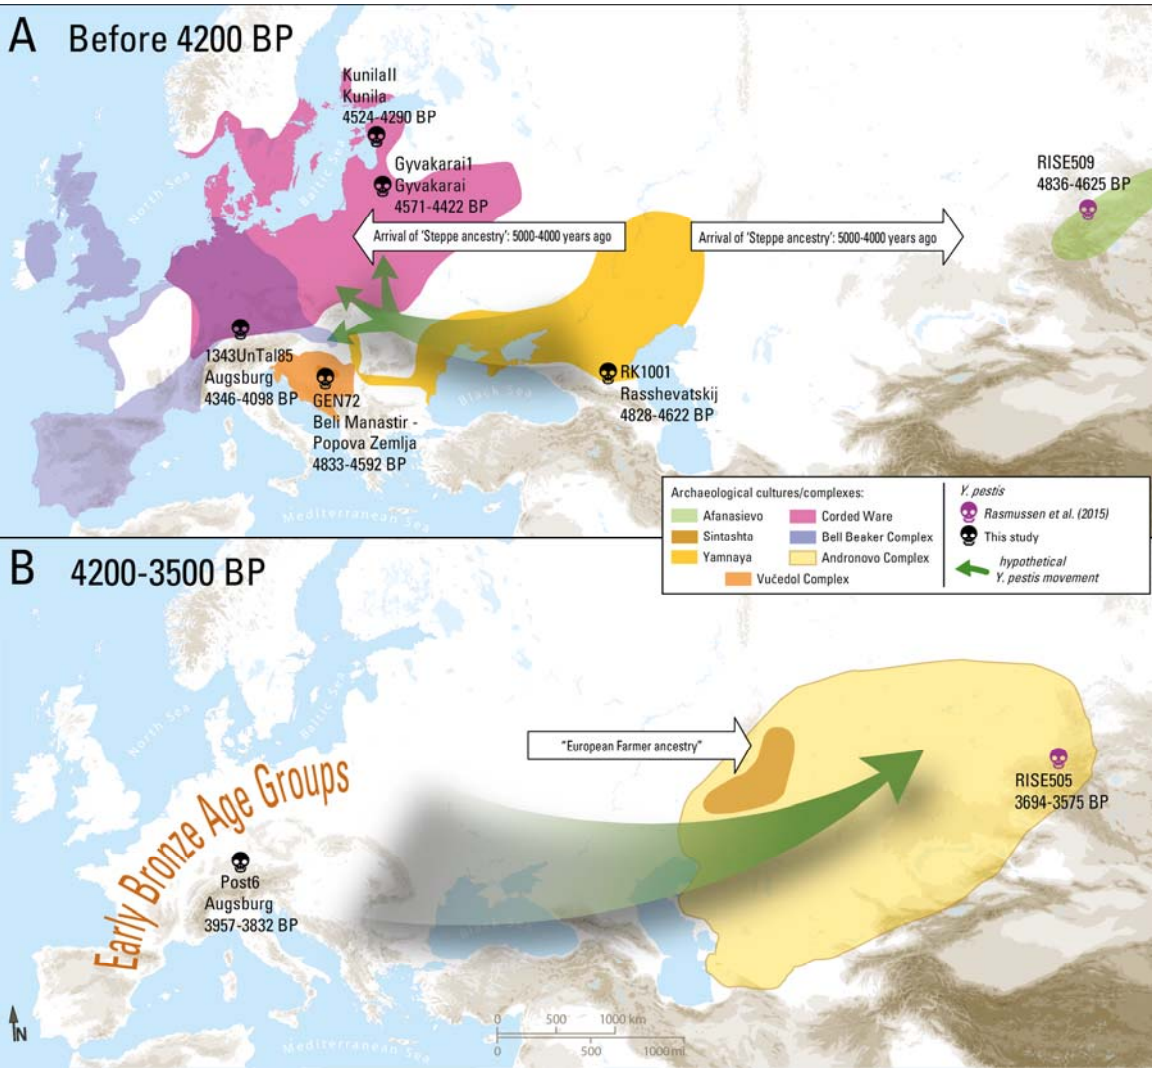 A Before 4200 BP
KunilaII
Kunila
4524-4290 BP
Gyvakarai1
Gyvakarai
4571-4422 BP
North Sea
Baltic Sea
RISE509
4836-4625 BP
Arrival of 'Steppe ancestry': 5000-4000 years ago
Arrival of 'Steppe ancestry': 5000-4000 years ago
1343UnTal85
Augsburg
4346-4098 BP
GEN72
Beli Manastir -
Popova Zemlja
4833-4592 BP
Black Sea
RK1001
Rasshevatskij
4828-4622 BP
Mediterranean Sea
Archaeological cultures/complexes:
Afanasievo
Sintashta
Yamnaya
Corded Ware
Bell Beaker Complex
Andronovo Complex
Vučedol Complex
Y. pestis
Rasmussen et al. (2015)
This study
hypothetical
Y. pestis movement
B 4200-3500 BP
North Sea
Baltic Sea
"European Farmer ancestry"
Early Bronze Age Groups
RISE505
3694-3575 BP
Post6
Augsburg
3957-3832 BP
Mediterranean Sea
N
0 500 1000 km
0 500 1000 mi